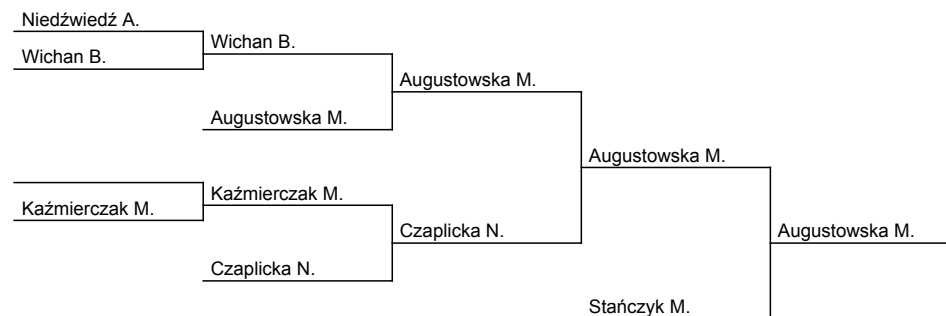 Niedźwiedź A.
Wichan B.
Wichan B.
Augustowska M.
Augustowska M.
Augustowska M.
Kaźmierczak M.
Kaźmierczak M.
Augustowska M.
Czaplicka N.
Czaplicka N.
Stańczyk M.